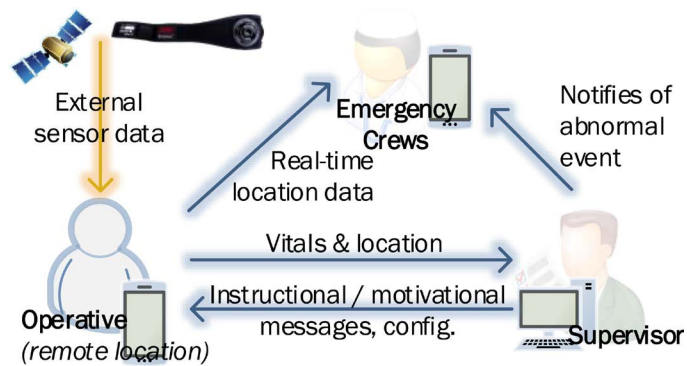 External
sensor data
Emergency
Crews
Notifies of
abnormal
event
Real-time
location data
Vitals & location
Instructional / motivational
messages, config.
Operative
(remote location)
Supervisor